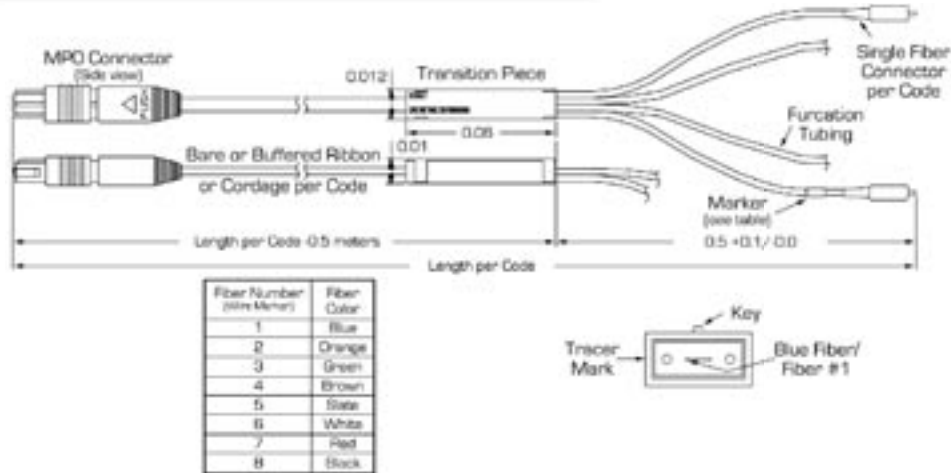 MPO Connector
(Side view)
PUSH
0.012
Transition Piece
Single Fiber
Connector
per Code
Furcation
Tubing
0.06
0.01
Bare or Buffered Ribbon
or Cordage per Code
Marker
(see table)
Length per Code -0.5 meters
0.5 +0.1/-0.0
Length per Code
Fiber Number Fiber
(Wire Marker) Color
1 Blue
2 Orange
3 Green
4 Brown
5 Slate
6 White
7 Red
8 Black
Key
Tracer
Mark
Blue Fiber/
Fiber #1